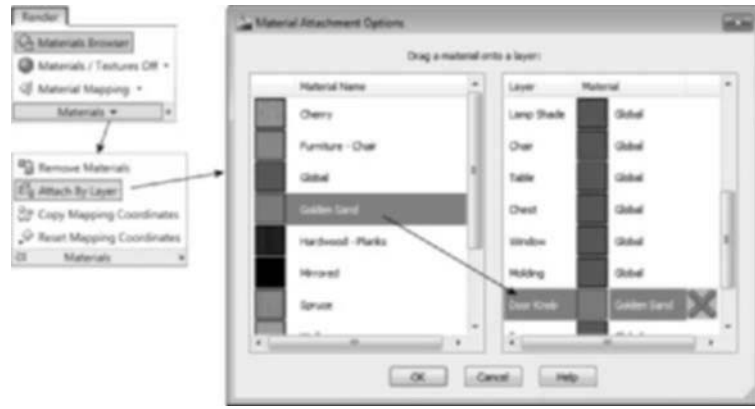 Render
Materials Browser
Materials / Textures Off
Material Mapping
Materials
Remove Materials
Attach By Layer
Copy Mapping Coordinates
Reset Mapping Coordinates
Materials
Material Attachment Options
Drag a material onto a layer:
Material Name
Cherry
Furniture - Chair
Global
Golden Sand
Hardwood - Planks
Mirrored
Spruce
Layer Material
Lamp Shade Global
Chair Global
Table Global
Chest Global
Window Global
Molding Global
Door Knob Golden Sand
OK Cancel Help